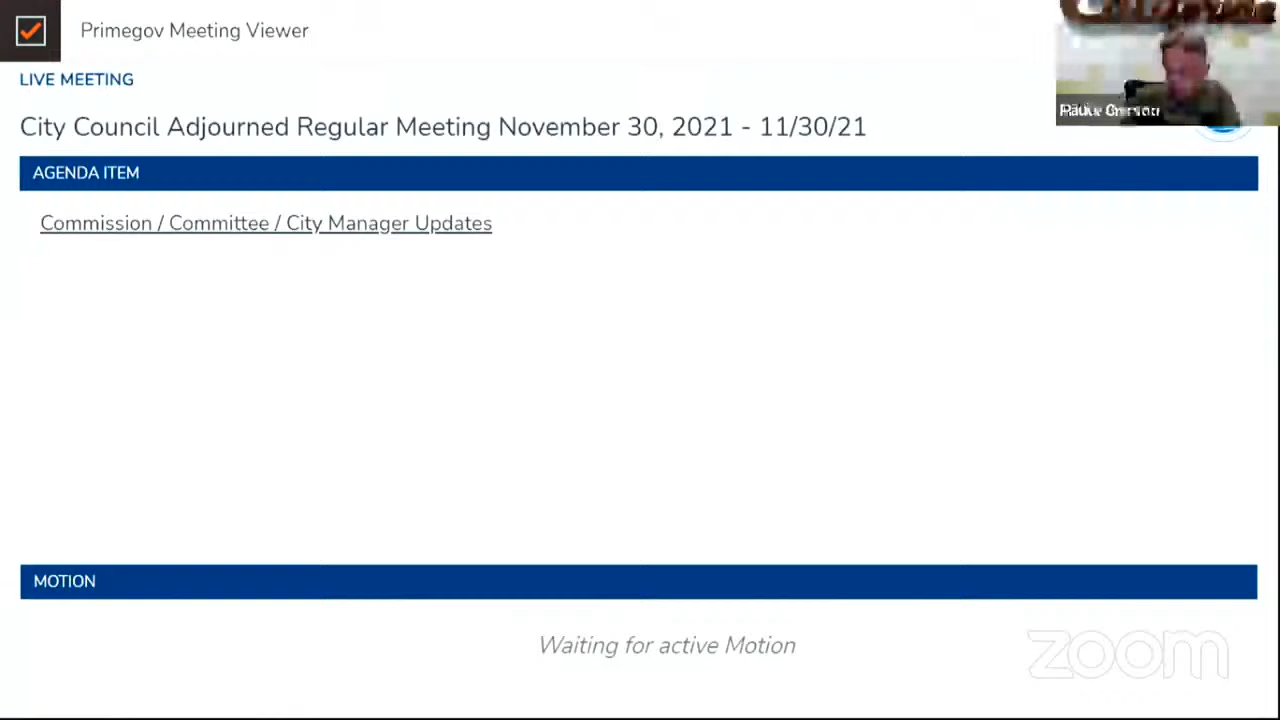 Primegov Meeting Viewer
LIVE MEETING
City Council Adjourned Regular Meeting November 30, 2021 - 11/30/21
AGENDA ITEM
Commission / Committee / City Manager Updates
MOTION
Waiting for active Motion
zoom